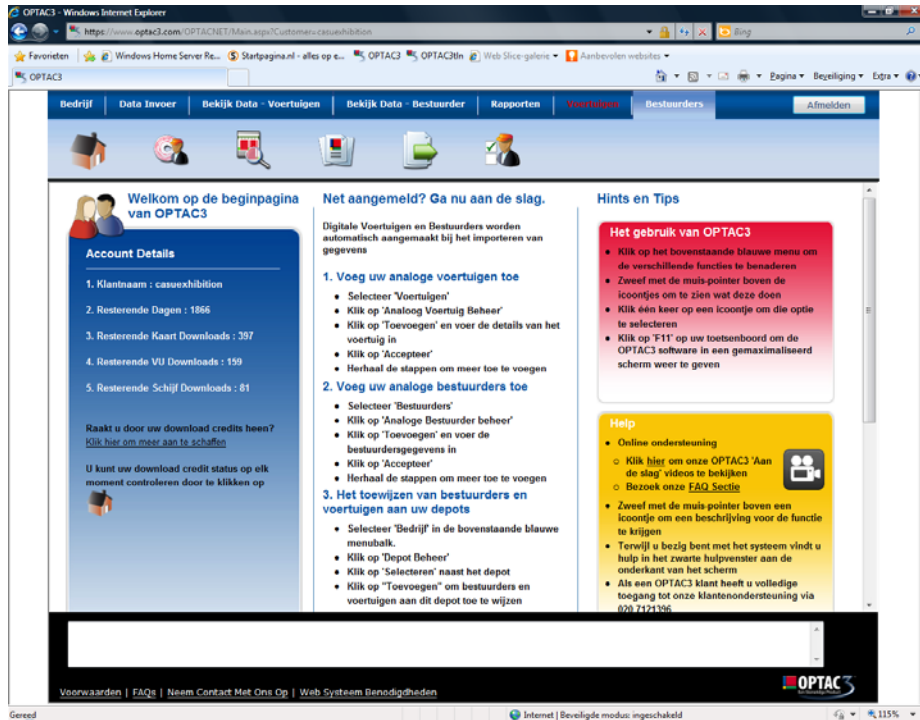 OPTAC3 - Windows Internet Explorer
https://www.optac3.com/OPTACNET/Main.aspx?Customer=casuexhibition
Bing
Favorieten
Windows Home Server Re...
Startpagina.nl - alles op e...
OPTAC3
OPTAC3tln
Web Slice-galerie
Aanbevolen websites
OPTAC3
Pagina
Beveiliging
Extra
Bedrijf
Data Invoer
Bekijk Data - Voertuigen
Bekijk Data - Bestuurder
Rapporten
Voertuigen
Bestuurders
Afmelden
Welkom op de beginpagina
van OPTAC3
Account Details
1. Klantnaam : casuexhibition
2. Resterende Dagen : 1866
3. Resterende Kaart Downloads : 397
4. Resterende VU Downloads : 159
5. Resterende Schijf Downloads : 81
Raakt u door uw download credits heen?
Klik hier om meer aan te schaffen
U kunt uw download credit status op elk
moment controleren door te klikken op
Net aangemeld? Ga nu aan de slag.
Digitale Voertuigen en Bestuurders worden
automatisch aangemaakt bij het importeren van
gegevens
1. Voeg uw analoge voertuigen toe
• Selecteer 'Voertuigen'
• Klik op 'Analoog Voertuig
Beheer'
• Klik op 'Toevoegen' en voer de details van het
voertuig in
• Klik op 'Accepteer'
• Herhaal de stappen om meer toe te voegen
2. Voeg uw analoge bestuurders toe
• Selecteer 'Bestuurders'
• Klik op 'Analoge Bestuurder beheer'
• Klik op 'Toevoegen' en voer de
bestuurdersgegevens in
• Klik op 'Accepteer'
• Herhaal de stappen om meer toe te voegen
3. Het toewijzen van bestuurders en
voertuigen aan uw depots
• Selecteer 'Bedrijf' in de bovenstaande blauwe
menubalk.
• Klik op 'Depot Beheer'
• Klik op 'Selecteren' naast het depot
• Klik op "Toevoegen" om bestuurders en
voertuigen aan dit depot toe te wijzen
Hints en Tips
Het gebruik van OPTAC3
• Klik op het bovenstaande blauwe menu om
de verschillende functies te benaderen
• Zweef met de muis-pointer boven de
icoontjes om te zien wat deze doen
• Klik één keer op een icoontje om die optie
te selecteren
• Klik op 'F11' op uw toetsenboord om de
OPTAC3 software in een gemaximaliseerd
scherm weer te geven
Help
• Online ondersteuning
○ Klik hier om onze OPTAC3 'Aan
de slag' videos te bekijken
○ Bezoek onze FAQ Sectie
• Zweef met de muis-pointer boven een
icoontje om een beschrijving voor de functie
te krijgen
• Terwijl u bezig bent met het systeem vindt u
hulp in het zwarte hulpvenster aan de
onderkant van het scherm
• Als een OPTAC3 klant heeft u volledige
toegang tot onze klantenondersteuning via
020 7121396
Voorwaarden | FAQs | Neem Contact Met Ons Op | Web Systeem Benodigdheden
OPTAC3
Gereed
Internet | Beveiligde modus: ingeschakeld
115%